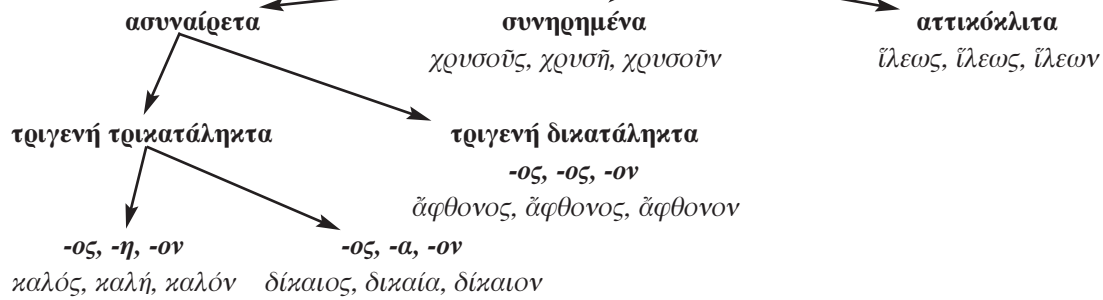 ασυναίρετα συνηρημένα αττικόκλιτα
χρυσοῦς, χρυσῆ, χρυσοῦν ἵλεως, ἵλεως, ἵλεων
τριγενή τρικατάληκτα τριγενή δικατάληκτα
-ος, -ος, -ον
ἄφθονος, ἄφθονος, ἄφθονον
-ος, -η, -ον -ος, -α, -ον
καλός, καλή, καλόν δίκαιος, δικαία, δίκαιον